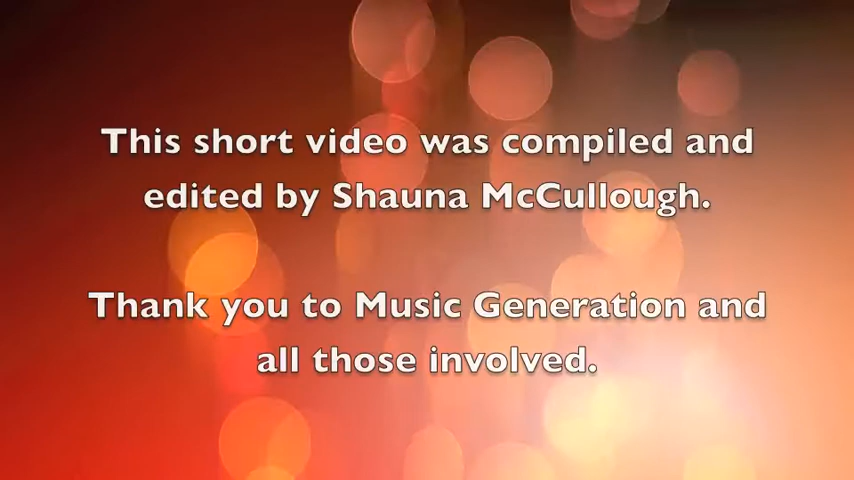 This short video was compiled and
edited by Shauna McCullough.
Thank you to Music Generation and
all those involved.